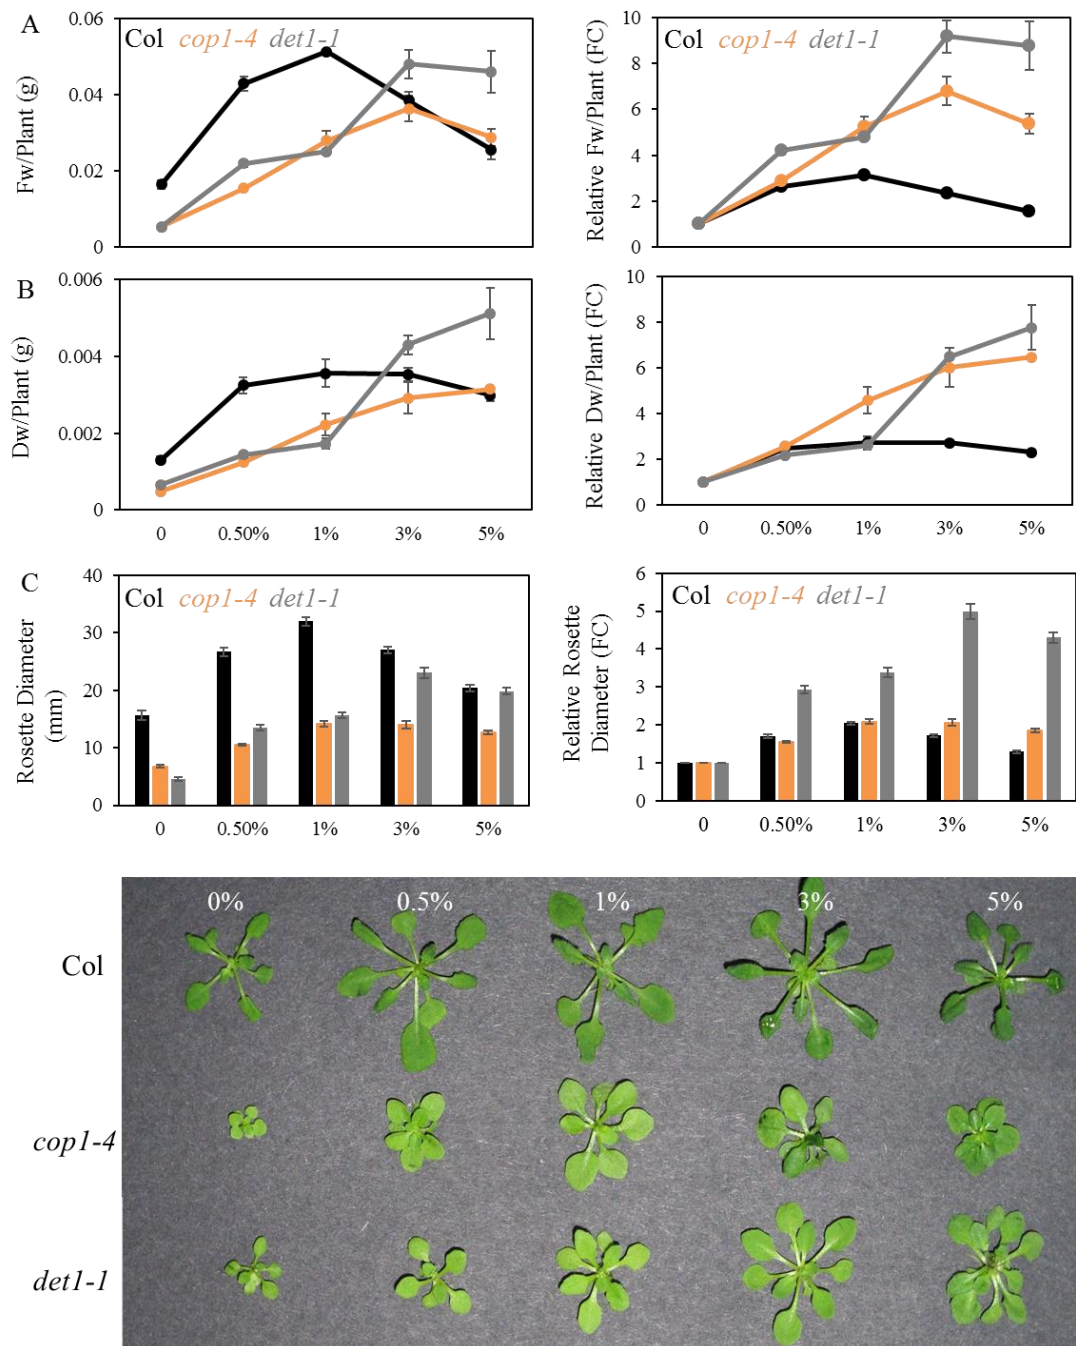 A
Fw/Plant (g)
0.06
0.04
0.02
0
Col cop1-4 det1-1
Relative Fw/Plant (FC)
10
8
6
4
2
0
Col cop1-4 det1-1
B
Dw/Plant (g)
0.006
0.004
0.002
0
0 0.50% 1% 3% 5%
Relative Dw/Plant (FC)
10
8
6
4
2
0
0 0.50% 1% 3% 5%
C
Rosette Diameter
(mm)
40
30
20
10
0
Col cop1-4 det1-1
0 0.50% 1% 3% 5%
Relative Rosette
Diameter (FC)
6
5
4
3
2
1
0
Col cop1-4 det1-1
0 0.50% 1% 3% 5%
0% 0.5% 1% 3% 5%
Col
cop1-4
det1-1